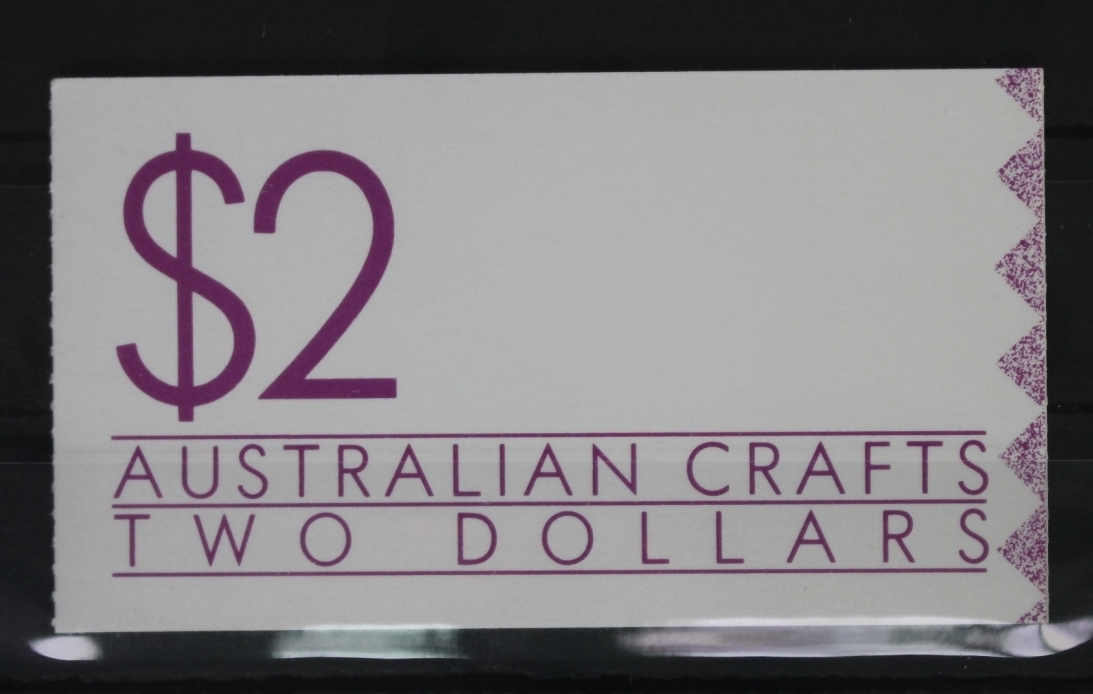 $2
AUSTRALIAN CRAFTS
TWO DOLLARS